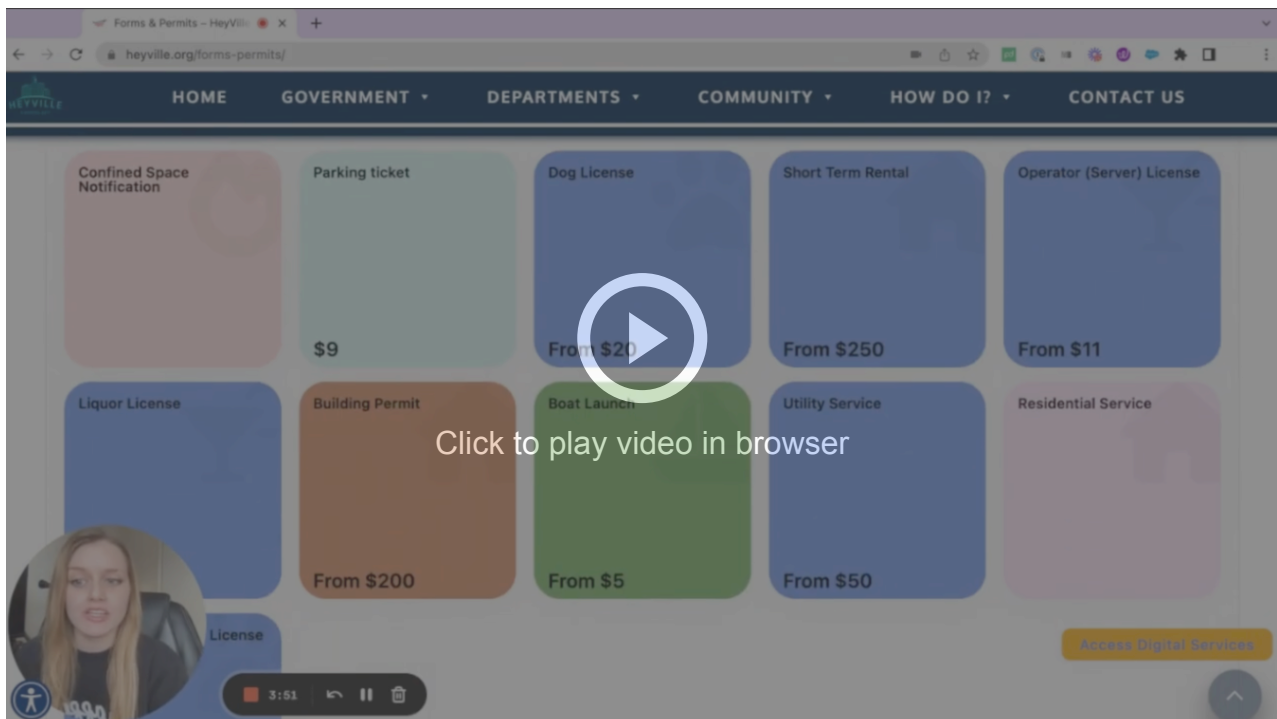 Forms & Permits – HeyVill
heyville.org/forms-permits/
HEYVILLE
HOME
GOVERNMENT
DEPARTMENTS
COMMUNITY
HOW DO I?
CONTACT US
Confined Space
Notification
Parking ticket
$9
Dog License
From $20
Short Term Rental
From $250
Operator (Server) License
From $11
Liquor License
Building Permit
From $200
Boat Launch
From $5
Utility Service
From $50
Residential Service
Click to play video in browser
License
Access Digital Services
3:51